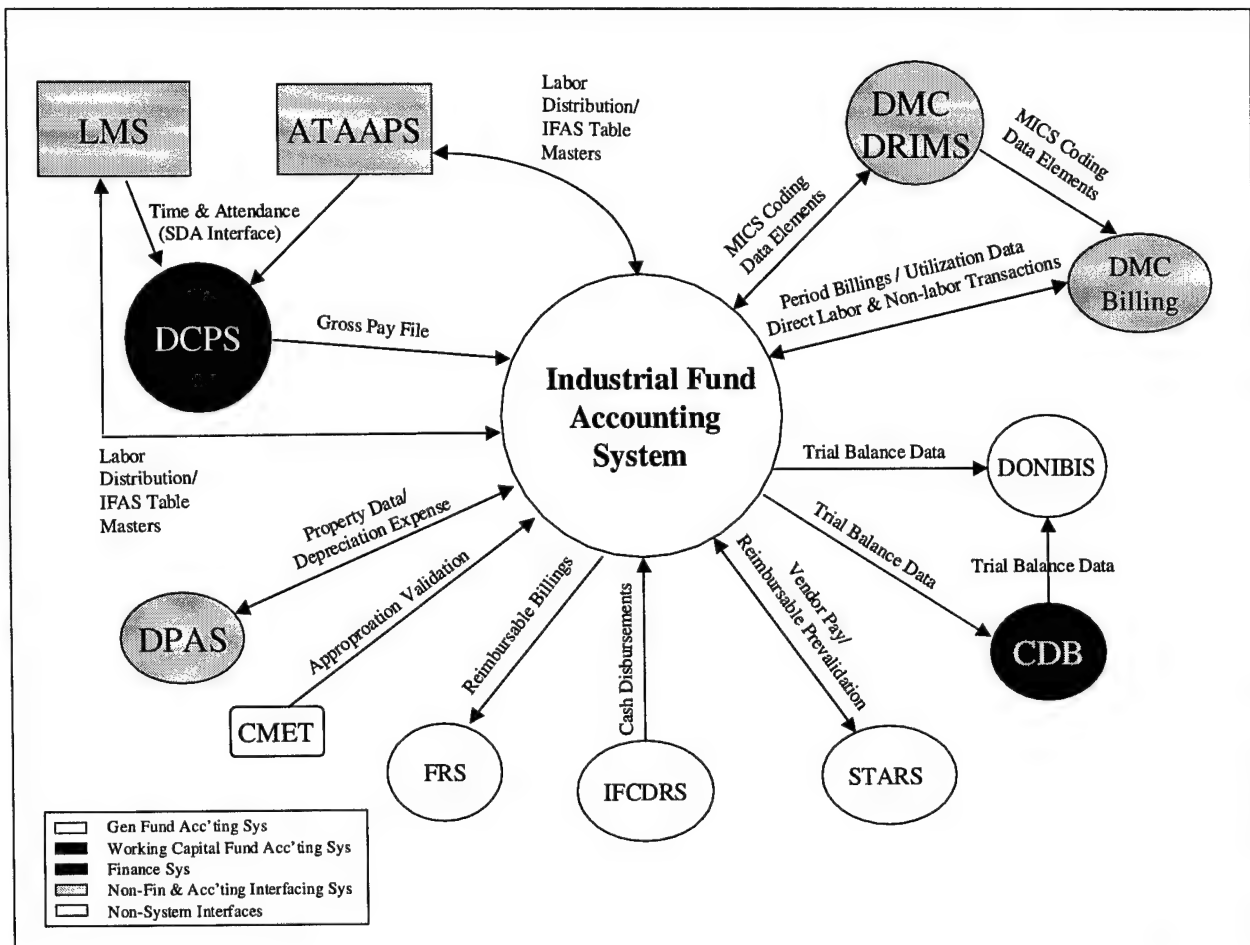 LMS
ATAAPS
Labor
Distribution/
IFAS Table
Masters
DMC
DRIMS
MICS Coding
Data Elements
Time & Attendance
(SDA Interface)
MICS Coding
Data Elements
DMC
Billing
Period Billings / Utilization Data
Direct Labor & Non-labor Transactions
DCPS
Gross Pay File
Industrial Fund
Accounting
System
Labor
Distribution/
IFAS Table
Masters
Trial Balance Data
DONIBIS
Property Data/
Depreciation Expense
Trial Balance Data
Trial Balance Data
DPAS
Approproation Validation
Reimbursable Billings
Cash Disbursements
Vendor Pay/
Reimbursable Prevalidation
CDB
CMET
FRS
IFCDRS
STARS
Gen Fund Acc'ting Sys
Working Capital Fund Acc'ting Sys
Finance Sys
Non-Fin & Acc'ting Interfacing Sys
Non-System Interfaces